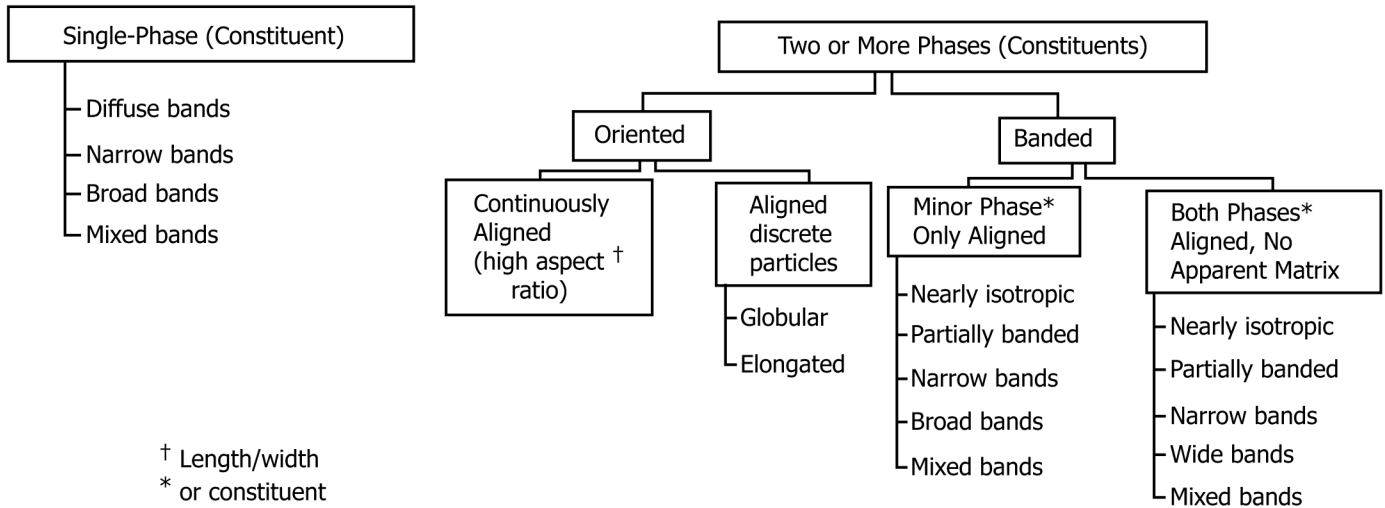 Single-Phase (Constituent)
Diffuse bands
Narrow bands
Broad bands
Mixed bands
Two or More Phases (Constituents)
Oriented
Banded
Continuously
Aligned
(high aspect †
ratio)
Aligned
discrete
particles
Globular
Elongated
Minor Phase*
Only Aligned
Nearly isotropic
Partially banded
Narrow bands
Broad bands
Mixed bands
Both Phases*
Aligned, No
Apparent Matrix
Nearly isotropic
Partially banded
Narrow bands
Wide bands
Mixed bands
† Length/width
* or constituent